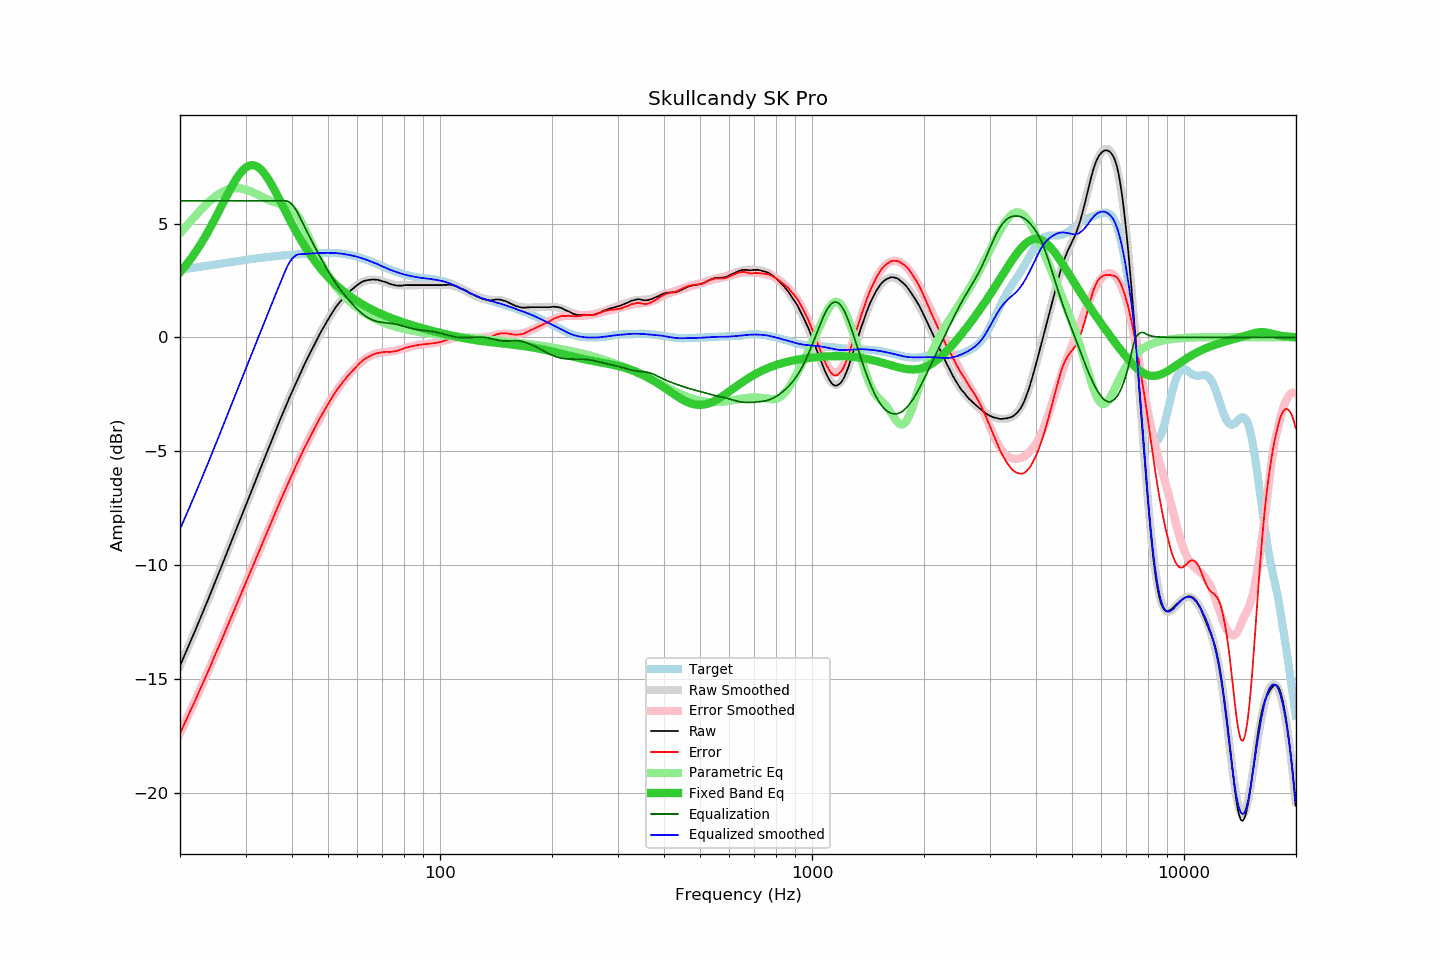 Skullcandy SK Pro
Amplitude (dBr)
5
0
−5
−10
−15
−20
Target
Raw Smoothed
Error Smoothed
Raw
Error
Parametric Eq
Fixed Band Eq
Equalization
Equalized smoothed
100
1000
10000
Frequency (Hz)